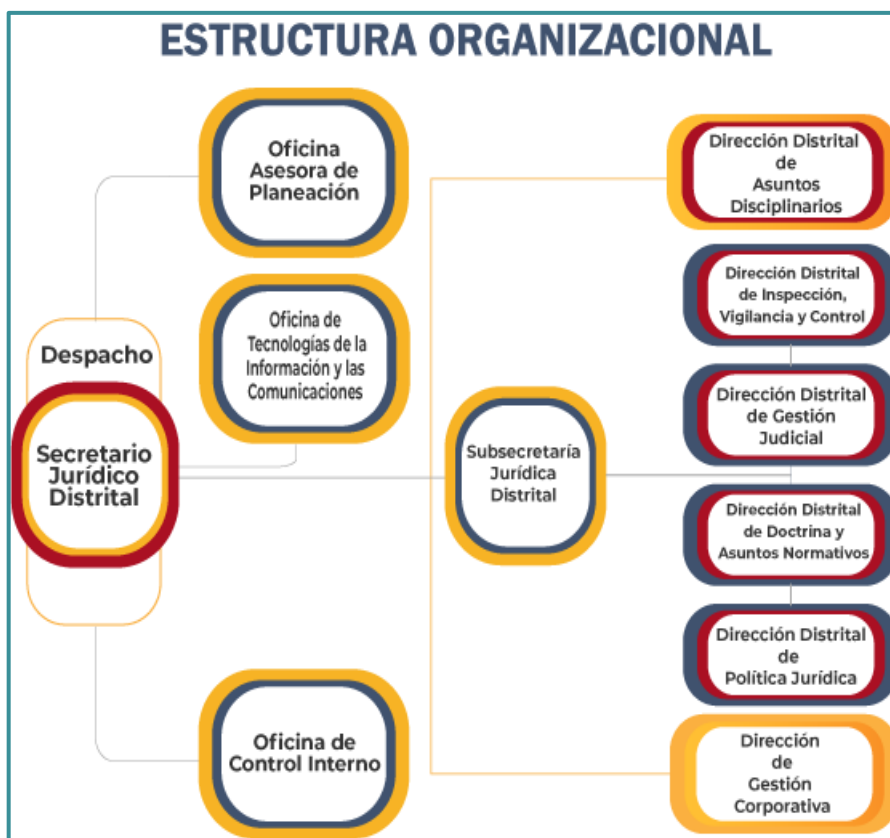 ESTRUCTURA ORGANIZACIONAL
Oficina
Asesora de
Planeación
Oficina de
Tecnologías de la
Información y las
Comunicaciones
Despacho
Secretario
Jurídico
Distrital
Oficina de
Control Interno
Subsecretaría
Jurídica
Distrital
Dirección Distrital
de
Asuntos
Disciplinarios
Dirección Distrital
de Inspección,
Vigilancia y Control
Dirección Distrital
de Gestión
Judicial
Dirección Distrital
de Doctrina y
Asuntos Normativos
Dirección Distrital
de
Política Jurídica
Dirección
de
Gestión
Corporativa